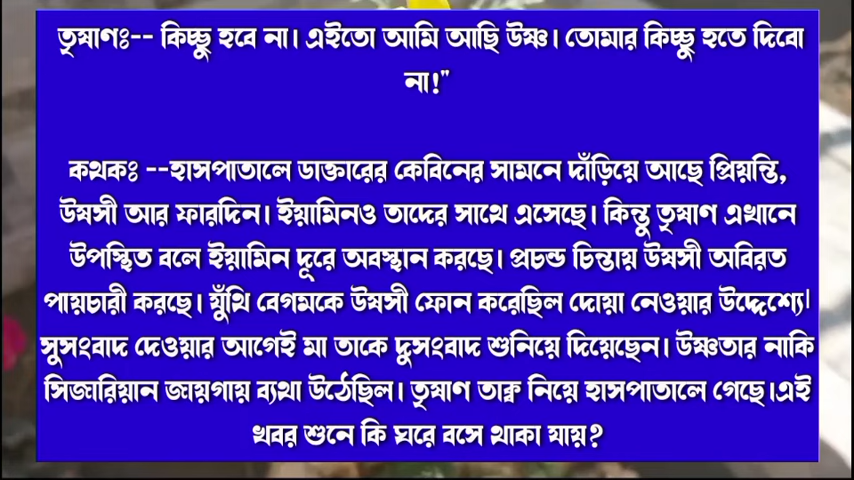 তৃষাণঃ-- কিচ্ছু হবে না। এইতো আমি আছি উষ্ণ। তোমার কিচ্ছু হতে দিবো
না!"
কথকঃ --হাসপাতালে ডাক্তারের কেবিনের সামনে দাঁড়িয়ে আছে প্রিয়ন্তি,
উষসী আর ফারদিন। ইয়ামিনও তাদের সাথে এসেছে। কিন্তু তৃষাণ এখানে
উপস্থিত বলে ইয়ামিন দূরে অবস্থান করছে। প্রচন্ড চিন্তায় উষসী অবিরত
পায়চারী করছে। যুঁথি বেগমকে উষসী ফোন করেছিল দোয়া নেওয়ার উদ্দেশ্যে।
সুসংবাদ দেওয়ার আগেই মা তাকে দুসংবাদ শুনিয়ে দিয়েছেন। উষ্ণতার নাকি
সিজারিয়ান জায়গায় ব্যথা উঠেছিল। তৃষাণ তাক্ব নিয়ে হাসপাতালে গেছে।এই
খবর শুনে কি ঘরে বসে থাকা যায়?